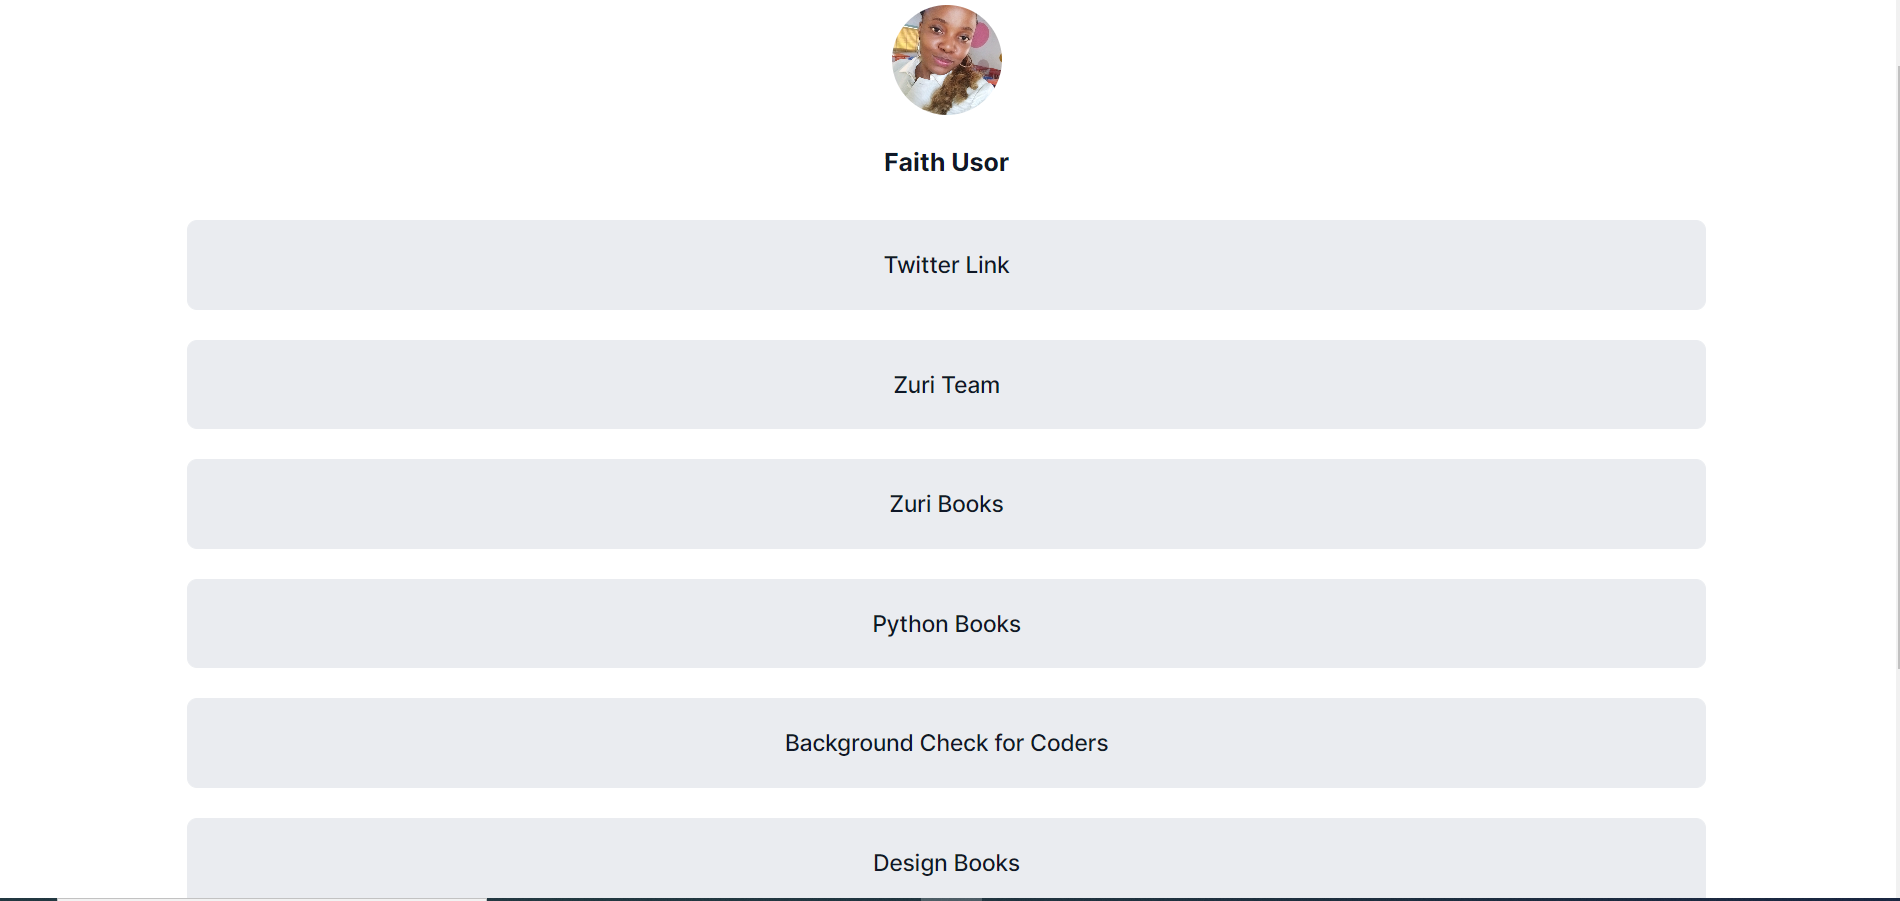 Faith Usor
Twitter Link
Zuri Team
Zuri Books
Python Books
Background Check for Coders
Design Books